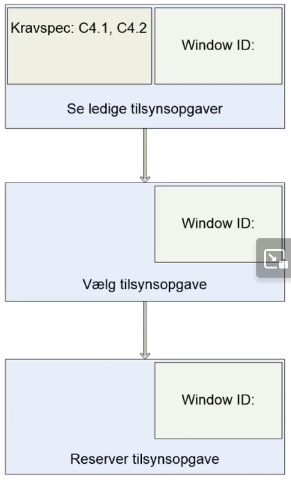 Kravspec: C4.1, C4.2
Window ID:
Se ledige tilsynsopgaver
Window ID:
Vælg tilsynsopgave
Window ID:
Reserver tilsynsopgave